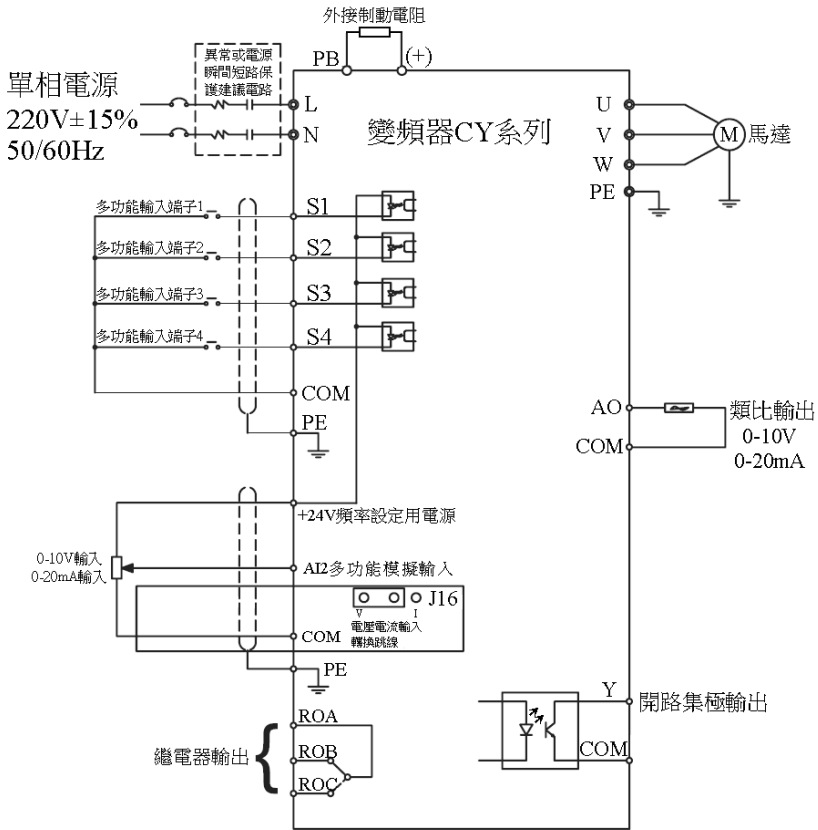 外接制動電阻
PB
(+)
異常或電源
瞬間短路保
護建議電路
單相電源
220V±15%
50/60Hz
L
N
變頻器CY系列
U
V
W
PE
M
馬達
多功能輸入端子1
S1
多功能輸入端子2
S2
多功能輸入端子3
S3
多功能輸入端子4
S4
COM
PE
AO
COM
類比輸出
0-10V
0-20mA
+24V頻率設定用電源
0-10V輸入
0-20mA輸入
AI2多功能模擬輸入
J16
V
I
電壓電流輸入
轉換跳線
COM
PE
ROA
ROB
ROC
繼電器輸出
Y
開路集極輸出
COM